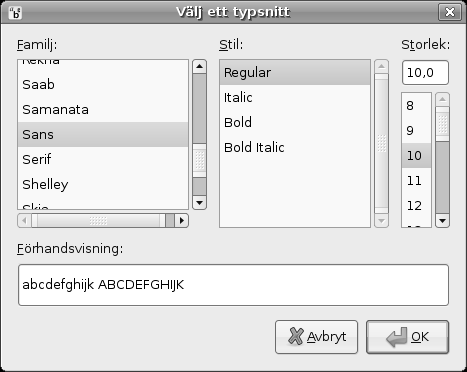 Välj ett typsnitt
Familj:
Rekha
Saab
Samanata
Sans
Serif
Shelley
Stil:
Regular
Italic
Bold
Bold Italic
Storlek:
10,0
8
9
10
11
12
Förhandsvisning:
abcdefghijk ABCDEFGHIJK
Avbryt
OK